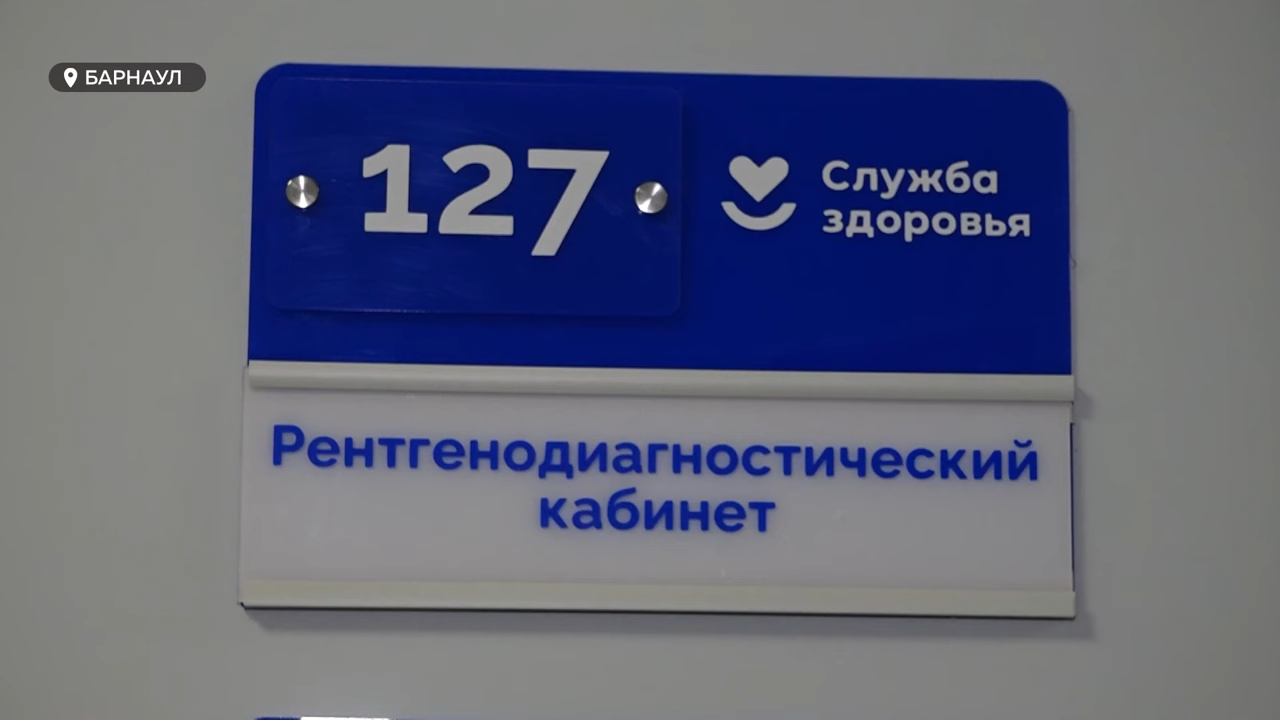 БАРНАУЛ
127
Служба
здоровья
Рентгенодиагностический
кабинет